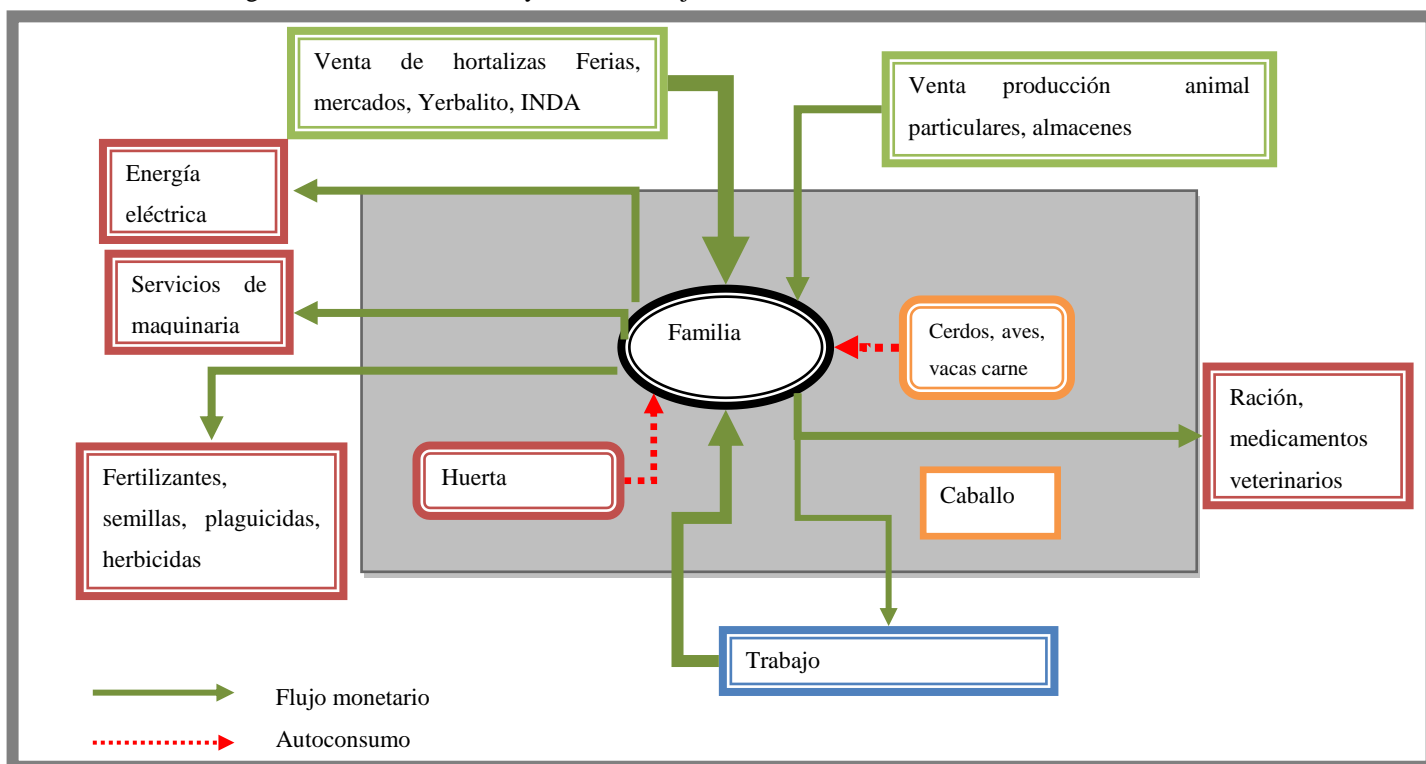 Venta de hortalizas Ferias,
mercados, Yerbalito, INDA
Venta producción animal
particulares, almacenes
Energía
eléctrica
Servicios de
maquinaria
Familia
Cerdos, aves,
vacas carne
Ración,
medicamentos
veterinarios
Huerta
Caballo
Fertilizantes,
semillas, plaguicidas,
herbicidas
Trabajo
Flujo monetario
Autoconsumo